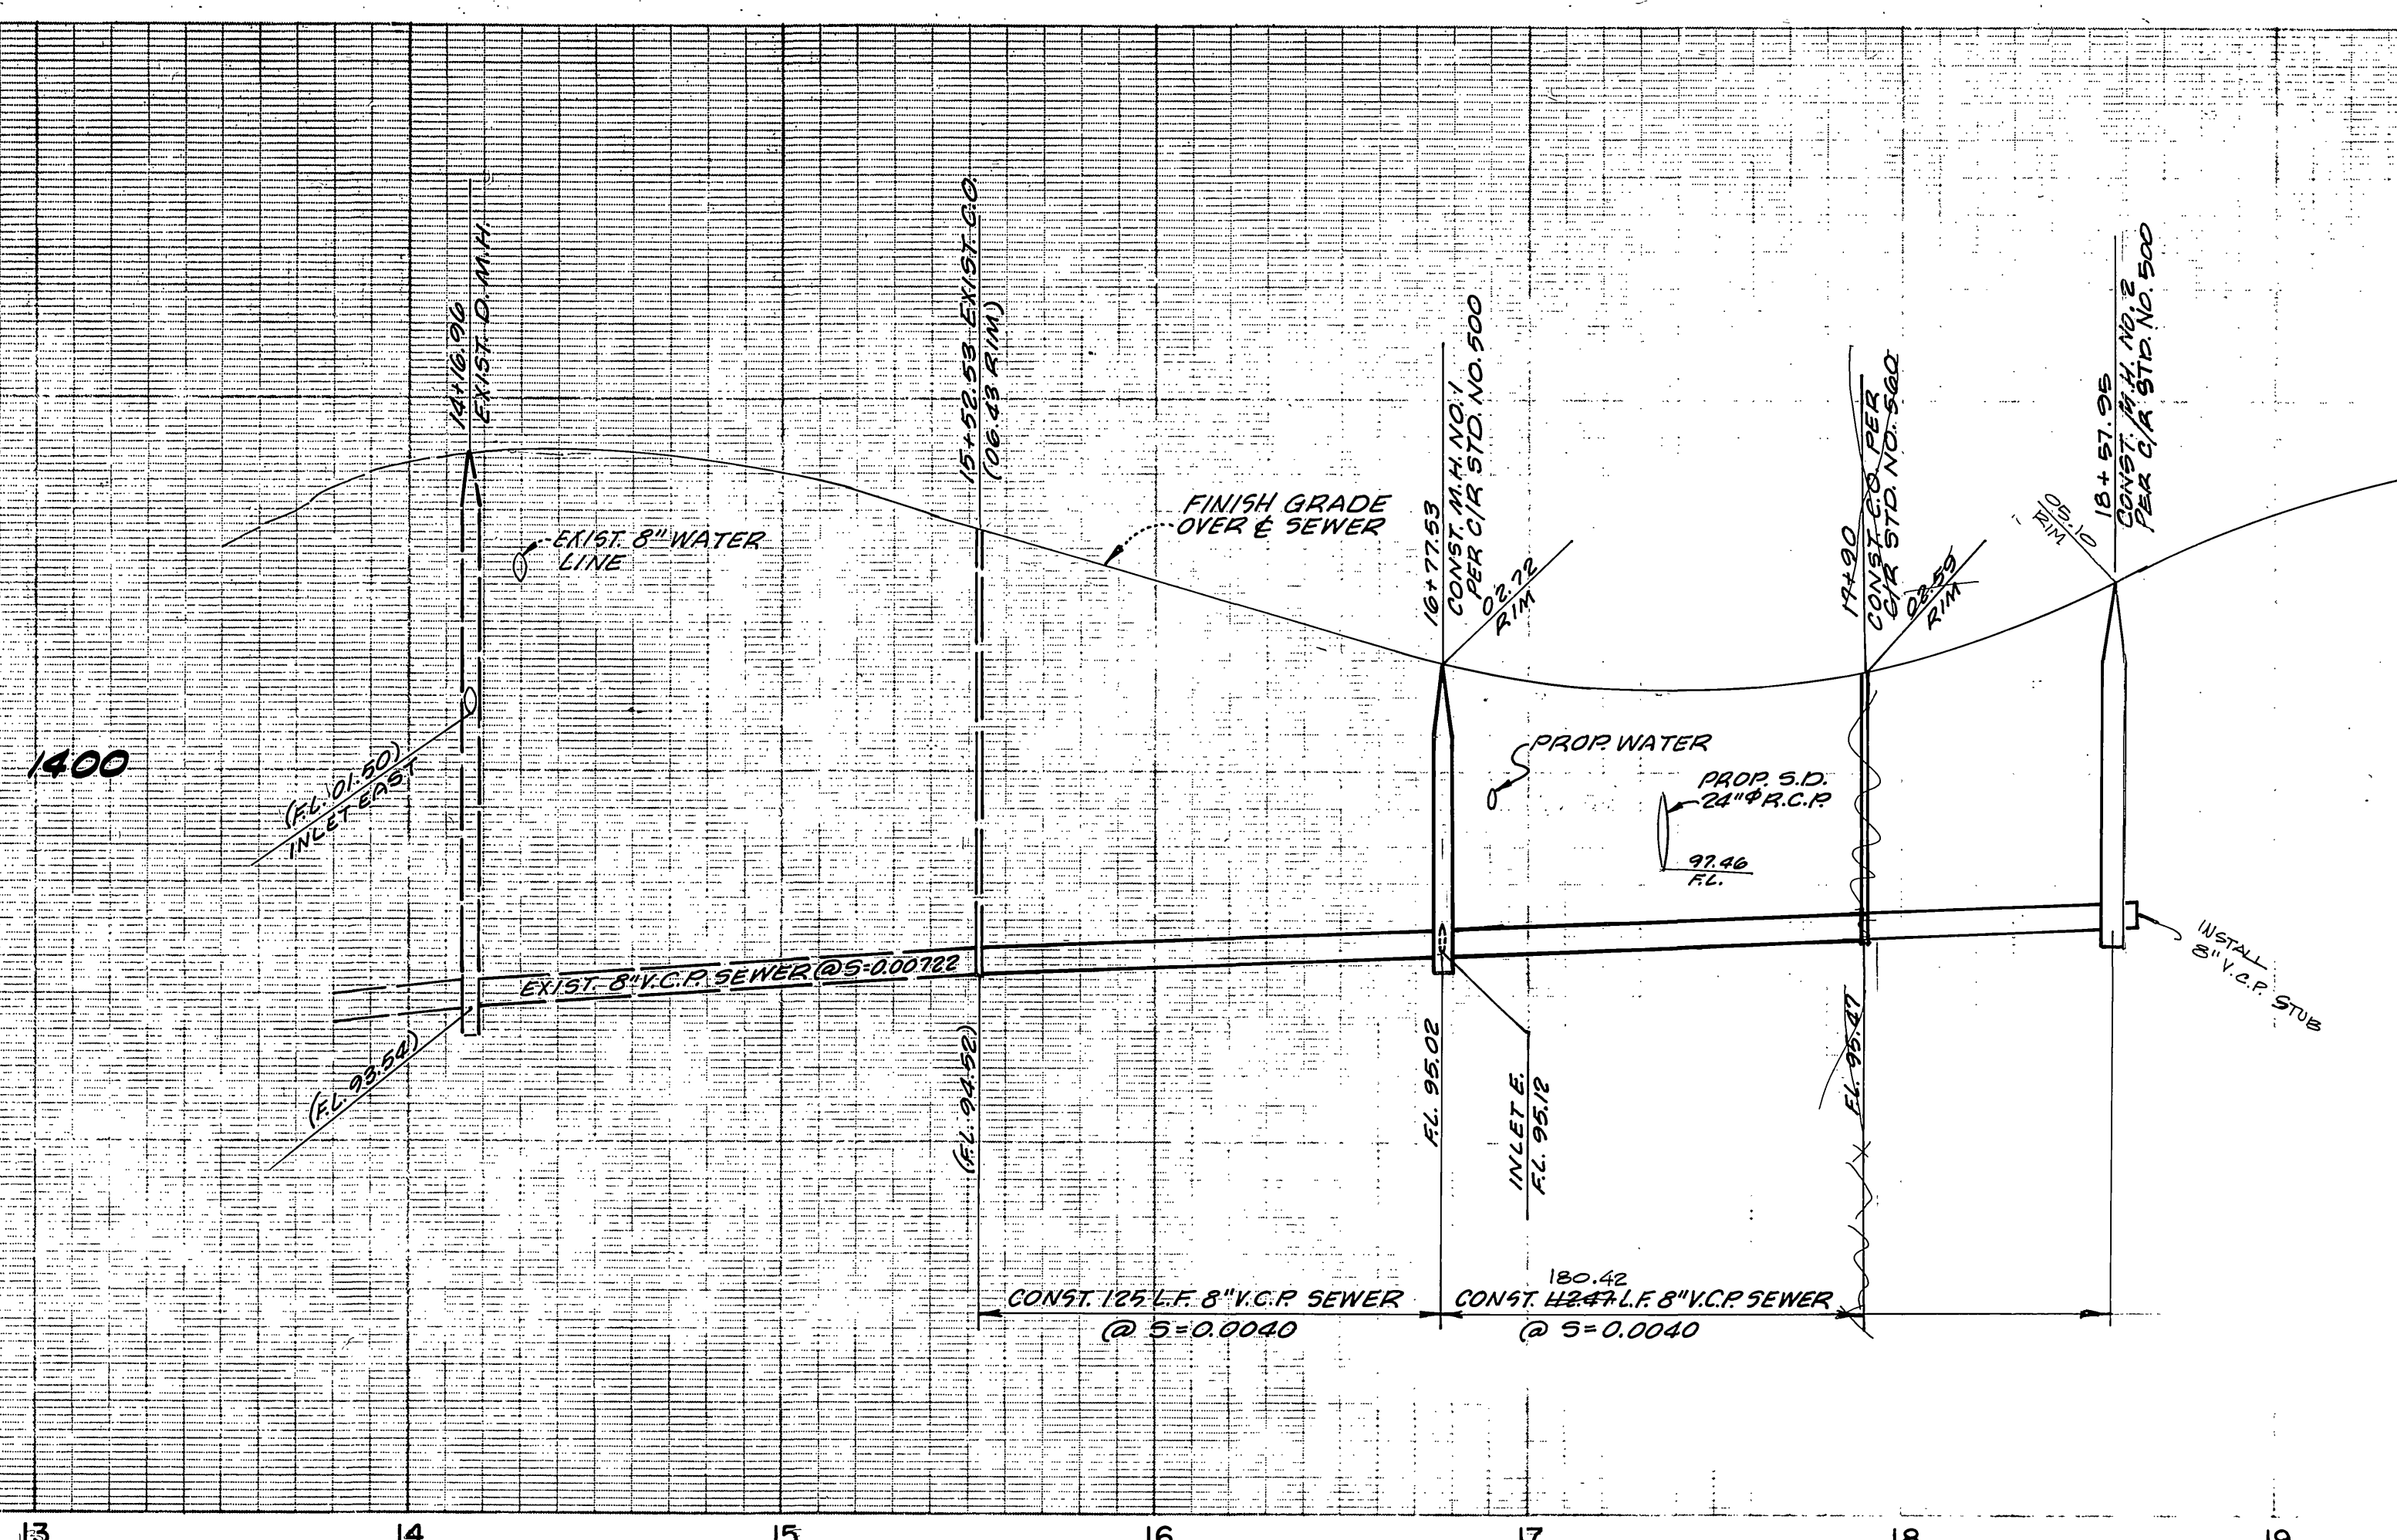 14+16.96
EXIST. D. M.H.
15+52.53 EXIST. C.O.
(06.43 RIM)
EXIST. 8" WATER
LINE
FINISH GRADE
OVER ℄ SEWER
16+77.53
CONST. M.H. NO. 1
PER C/R STD. NO. 500
02.72
RIM
17+90
CONST. C.O. PER
C/R STD. NO. 560
03.59
RIM
05.10
RIM
18+57.95
CONST. M.H. NO. 2
PER C/R STD. NO. 500
1400
(F.L. 01.50)
INLET EAST
PROP. WATER
PROP. S.D.
24"⌀ R.C.P.
97.46
F.L.
EXIST. 8" V.C.P. SEWER @ S=0.00722
INSTALL
8" V.C.P. STUB
(F.L. 93.54)
(F.L. 94.52)
F.L. 95.02
INLET E.
F.L. 95.12
F.L. 95.47
CONST. 125 L.F. 8" V.C.P. SEWER
@ S=0.0040
180.42
CONST. 112.47 L.F. 8" V.C.P. SEWER
@ S=0.0040
13 14 15 16 17 18 19